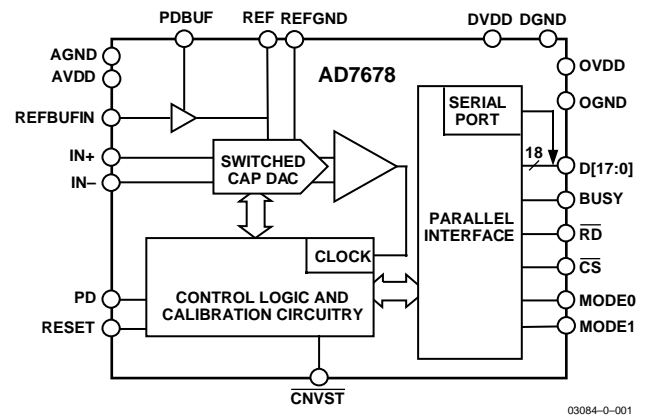 PDBUF REF REFGND DVDD DGND
AGND
AVDD
AD7678
OVDD
OGND
REFBUFIN
SERIAL
PORT
IN+
IN–
SWITCHED
CAP DAC
18
D[17:0]
BUSY
PARALLEL
INTERFACE
RD
CS
CLOCK
CONTROL LOGIC AND
CALIBRATION CIRCUITRY
PD
RESET
MODE0
MODE1
CNVST
03084–0–001